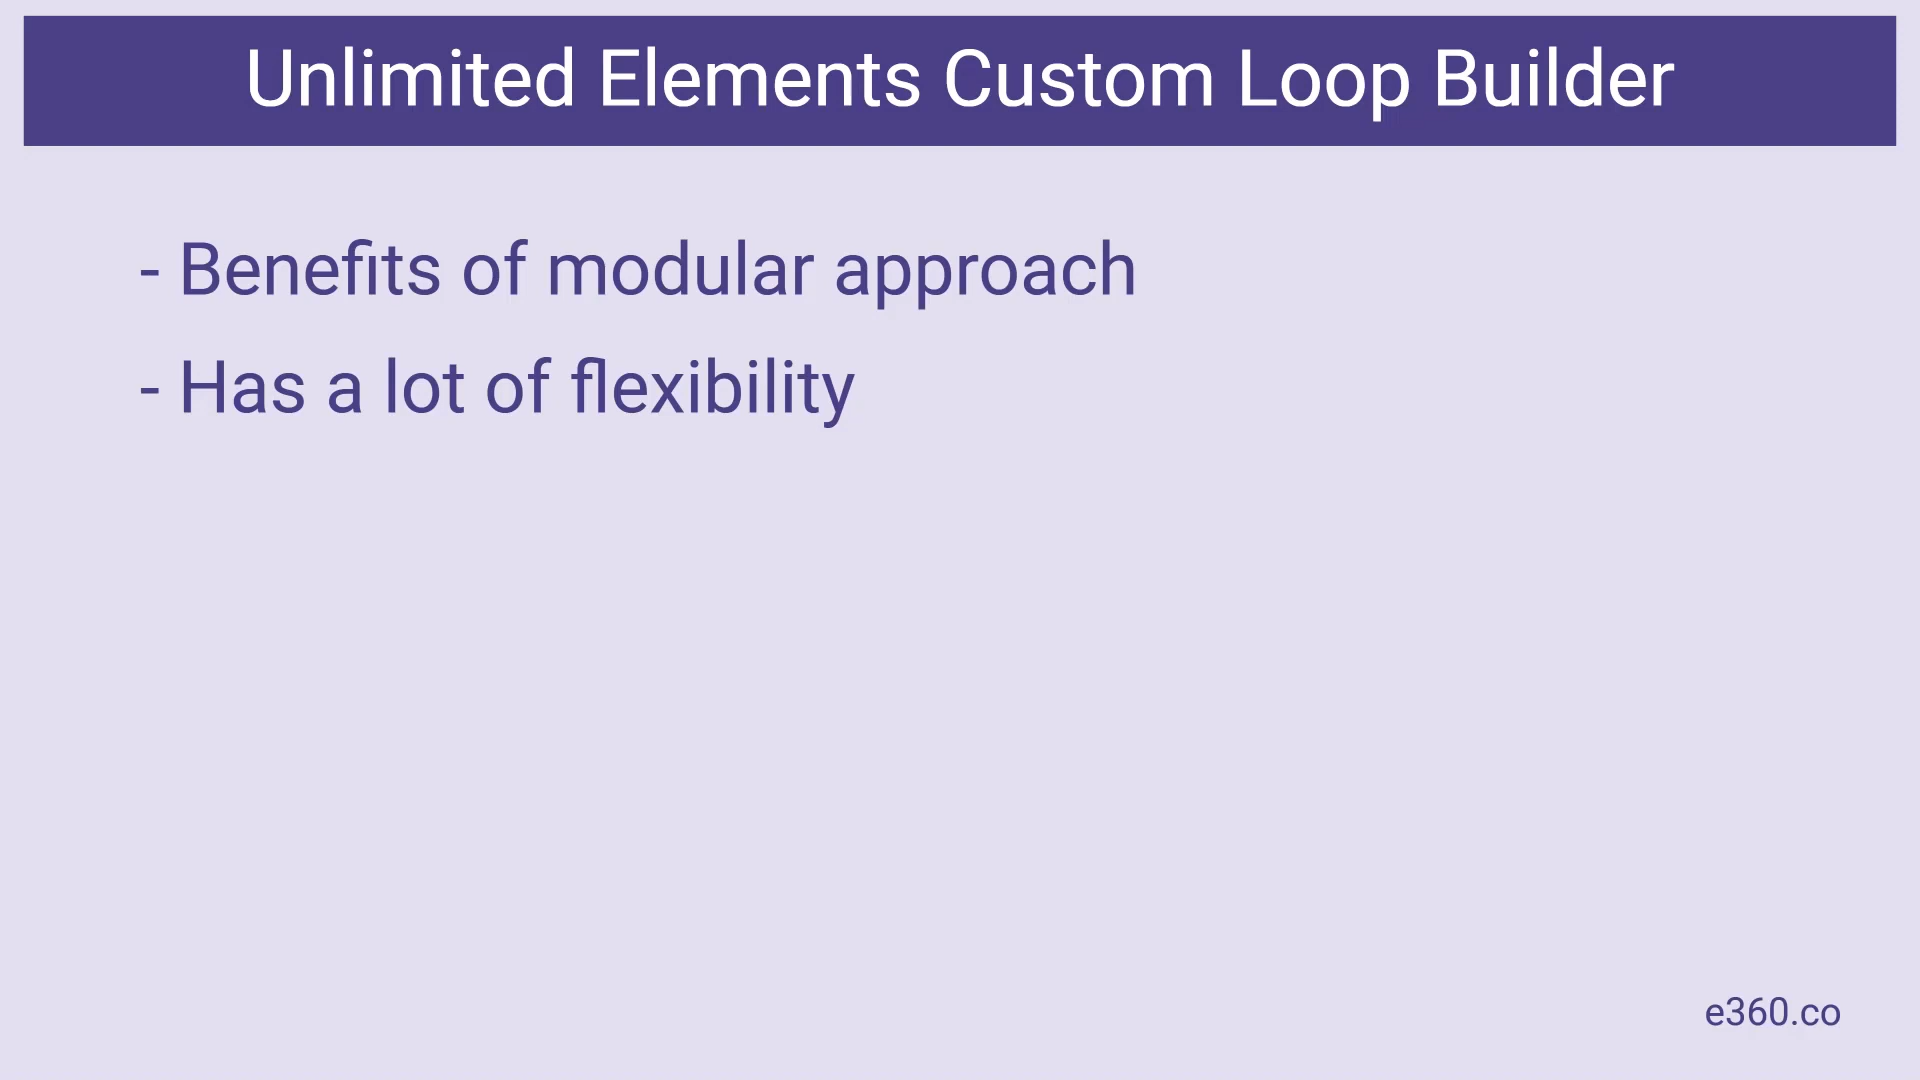 Unlimited Elements Custom Loop Builder
- Benefits of modular approach
- Has a lot of flexibility
e360.co